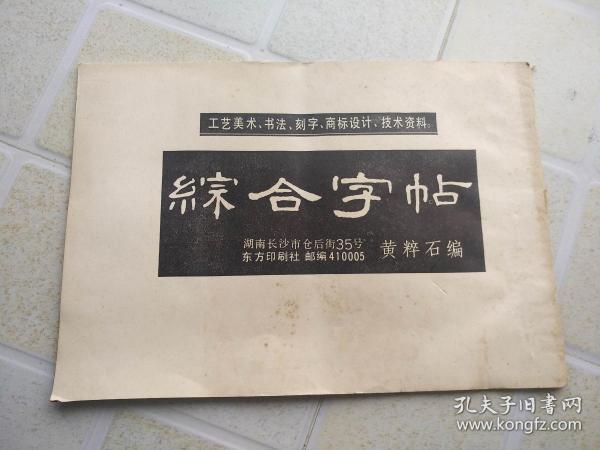 工艺美术、书法、刻字、商标设计、技术资料。
綜合字帖
湖南长沙市仓后街35号
东方印刷社 邮编410005
黄粹石编
孔夫子旧书网
www.kongfz.com